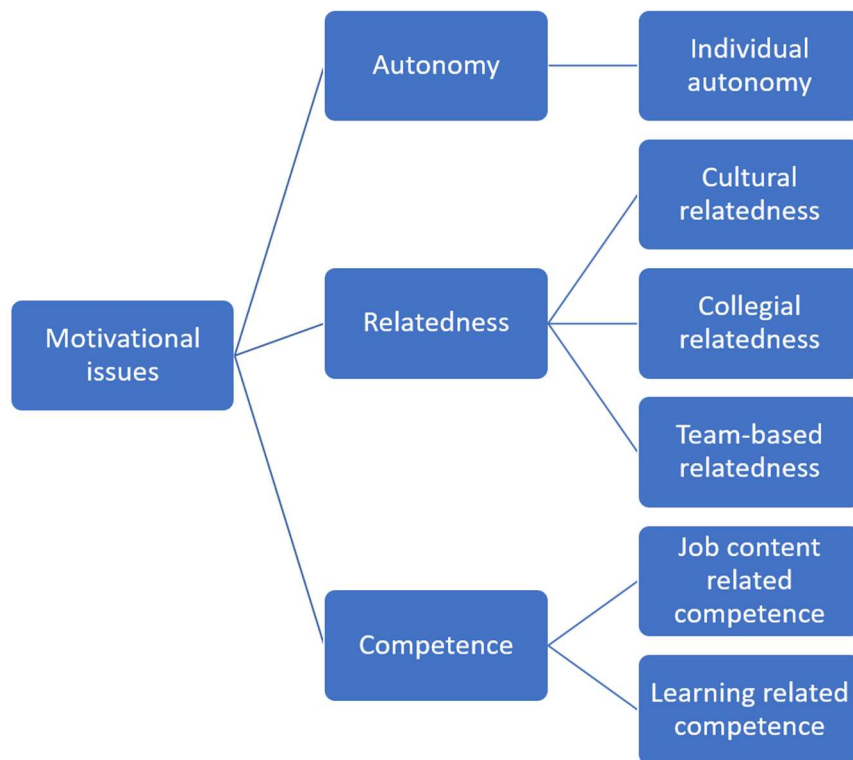 Autonomy
Individual
autonomy
Cultural
relatedness
Motivational
issues
Relatedness
Collegial
relatedness
Team-based
relatedness
Competence
Job content
related
competence
Learning related
competence